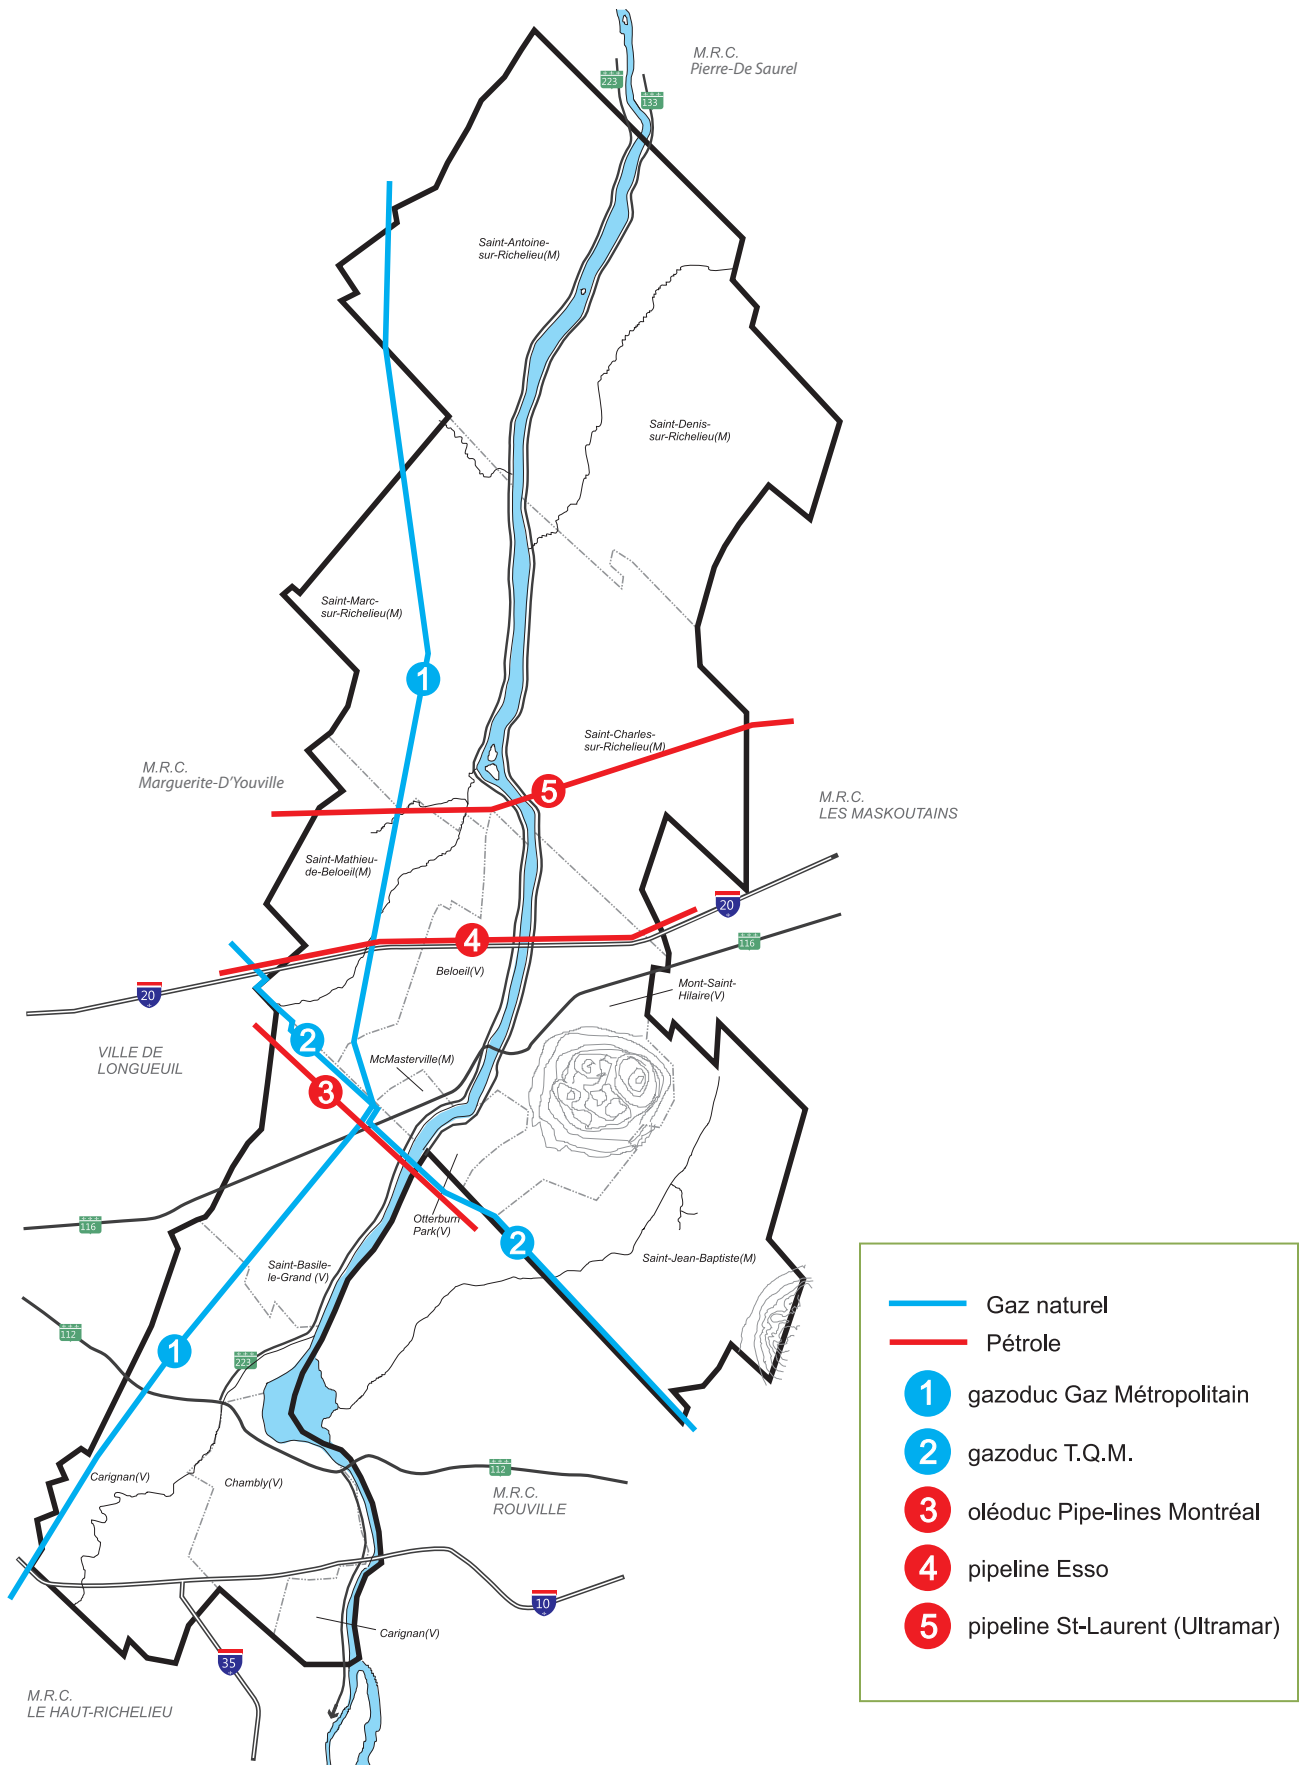 M.R.C.
Pierre-De Saurel
223
133
Saint-Antoine-
sur-Richelieu(M)
Saint-Denis-
sur-Richelieu(M)
Saint-Marc-
sur-Richelieu(M)
1
Saint-Charles-
sur-Richelieu(M)
M.R.C.
Marguerite-D'Youville
5
M.R.C.
LES MASKOUTAINS
Saint-Mathieu-
de-Beloeil(M)
20
4
116
Beloeil(V)
Mont-Saint-
Hilaire(V)
20
2
VILLE DE
LONGUEUIL
McMasterville(M)
3
116
Otterburn
Park(V)
2
Saint-Basile-
le-Grand (V)
Saint-Jean-Baptiste(M)
112
1
223
112
Carignan(V)
Chambly(V)
M.R.C.
ROUVILLE
10
Carignan(V)
35
M.R.C.
LE HAUT-RICHELIEU
Gaz naturel
Pétrole
1 gazoduc Gaz Métropolitain
2 gazoduc T.Q.M.
3 oléoduc Pipe-lines Montréal
4 pipeline Esso
5 pipeline St-Laurent (Ultramar)